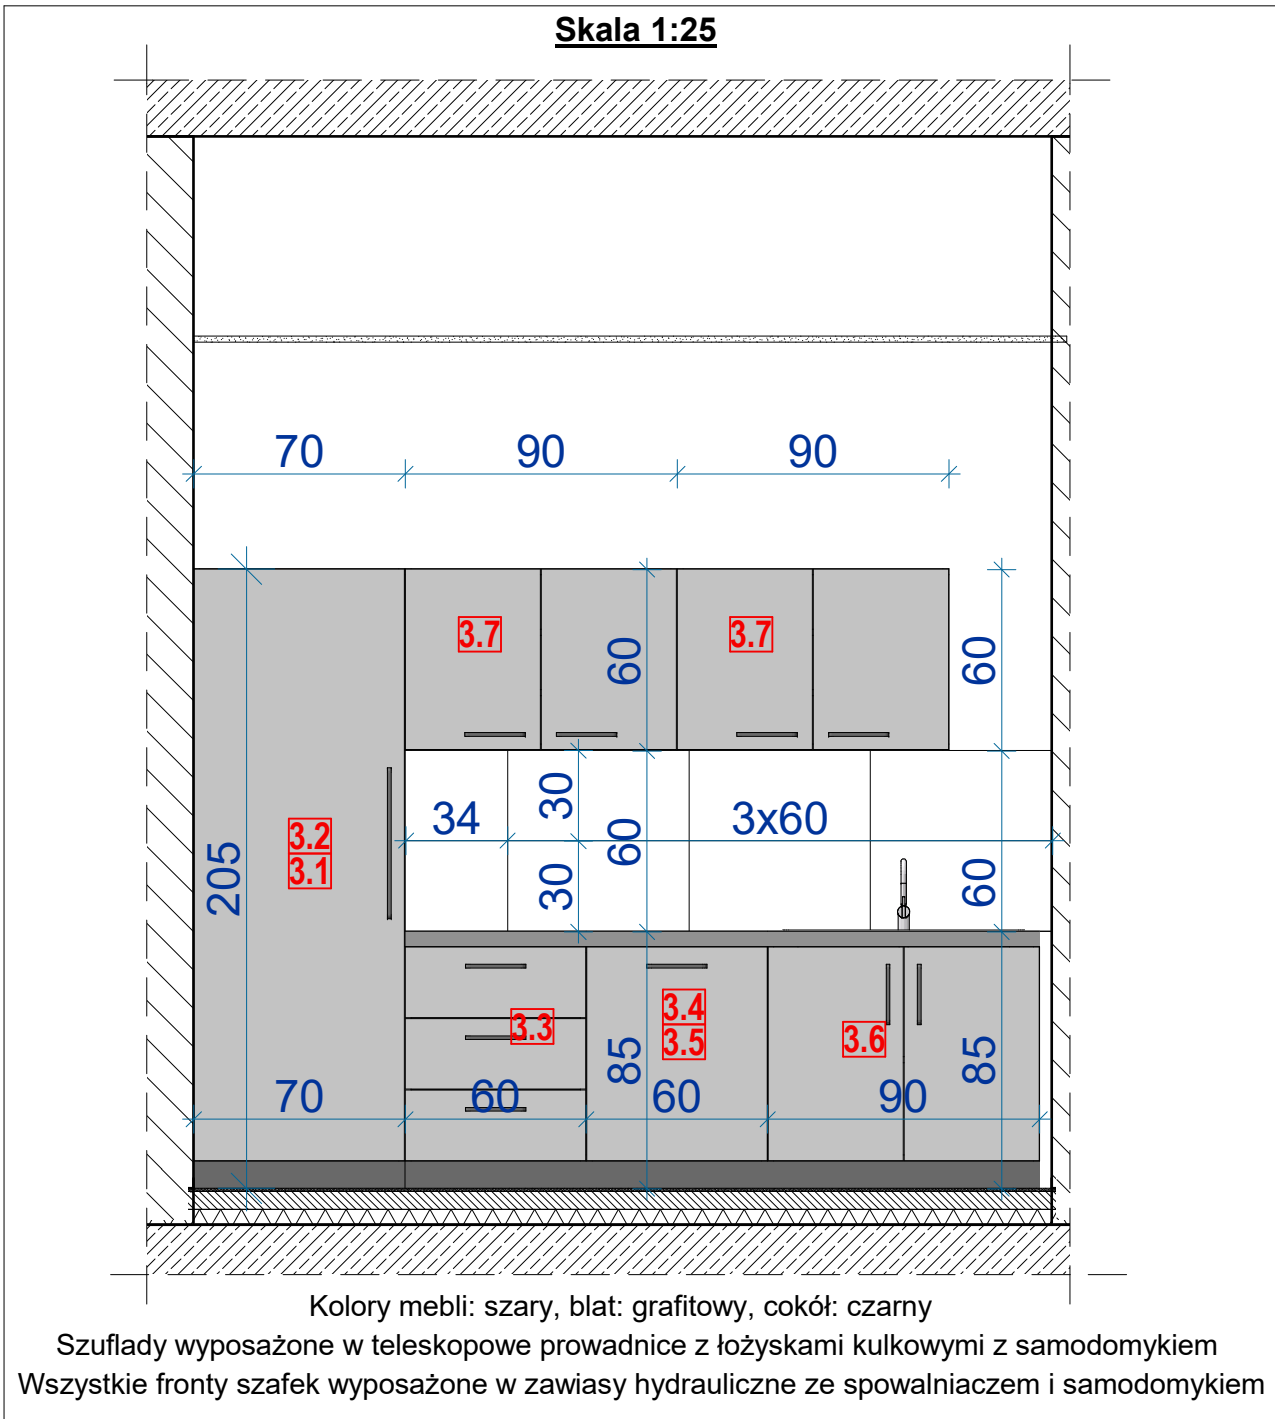 Skala 1:25
70 90 90
3.7 3.7
60 60
34 30 60 3x60
3.2
3.1
205
30 60
3.3
3.4
3.5
3.6
85 85
70 60 60 90
Kolory mebli: szary, blat: grafitowy, cokół: czarny
Szuflady wyposażone w teleskopowe prowadnice z łożyskami kulkowymi z samodomykiem
Wszystkie fronty szafek wyposażone w zawiasy hydrauliczne ze spowalniaczem i samodomykiem